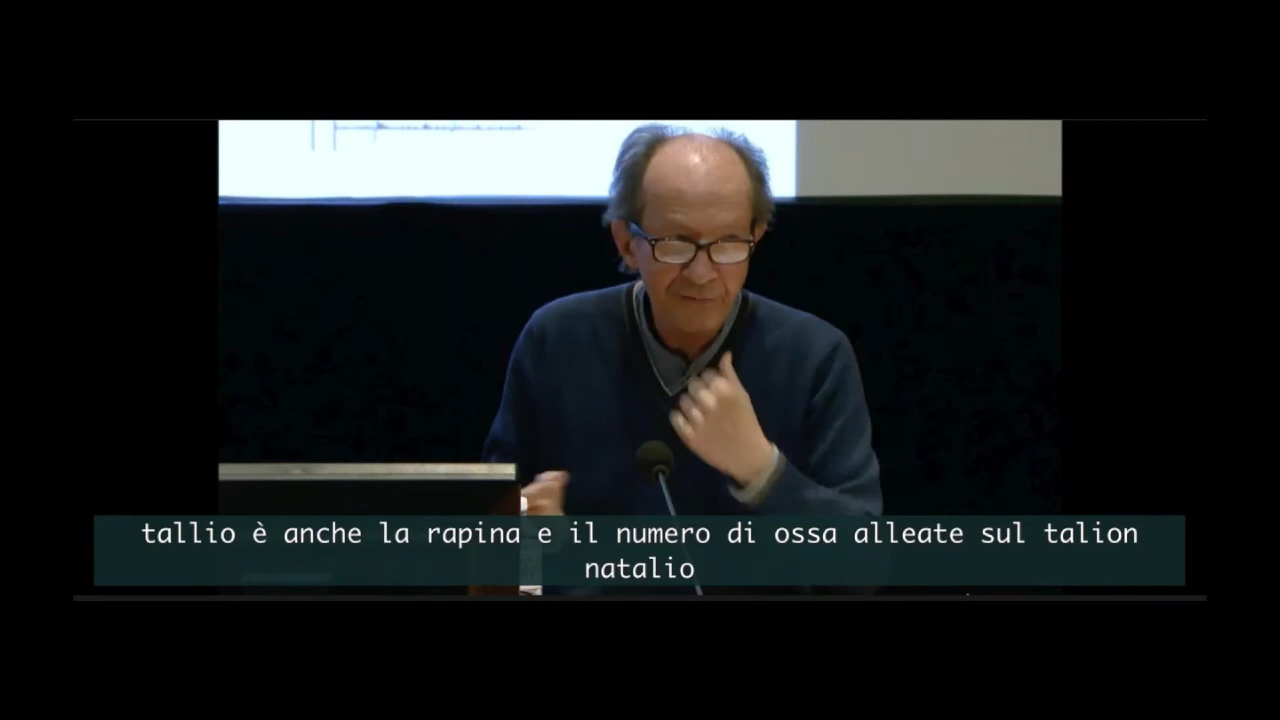 tallio è anche la rapina e il numero di ossa alleate sul talion
natalio